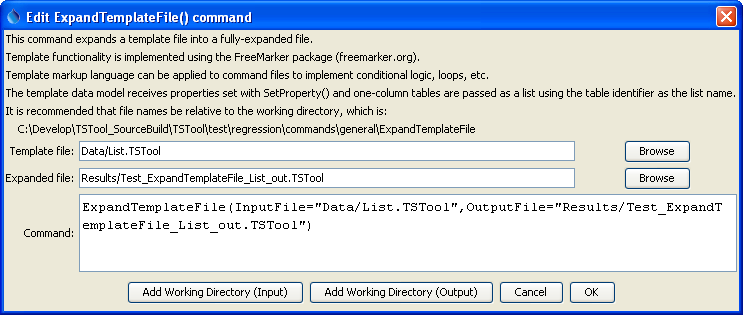 Edit ExpandTemplateFile() command
This command expands a template file into a fully-expanded file.
Template functionality is implemented using the FreeMarker package (freemarker.org).
Template markup language can be applied to command files to implement conditional logic, loops, etc.
The template data model receives properties set with SetProperty() and one-column tables are passed as a list using the table identifier as the list name.
It is recommended that file names be relative to the working directory, which is:
C:\Develop\TSTool_SourceBuild\TSTool\test\regression\commands\general\ExpandTemplateFile
Template file: Data/List.TSTool Browse
Expanded file: Results/Test_ExpandTemplateFile_List_out.TSTool Browse
Command: ExpandTemplateFile(InputFile="Data/List.TSTool",OutputFile="Results/Test_ExpandT
emplateFile_List_out.TSTool")
Add Working Directory (Input) Add Working Directory (Output) Cancel OK